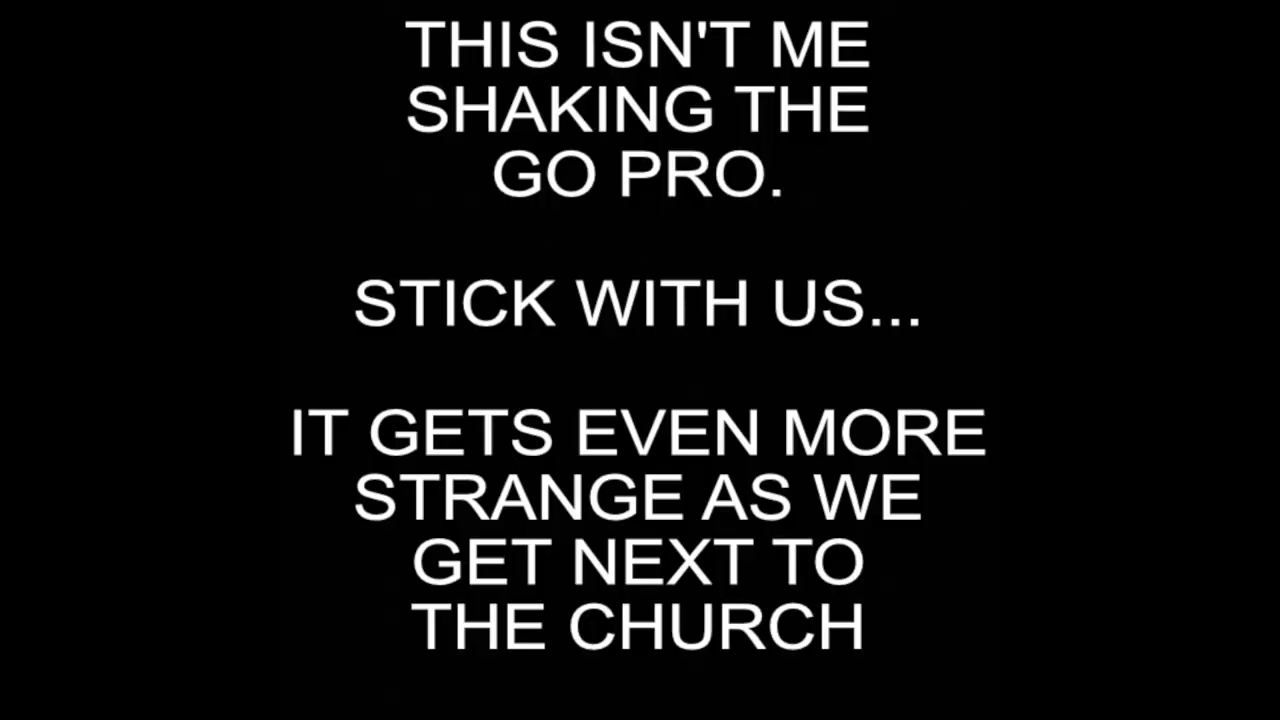 THIS ISN'T ME
SHAKING THE
GO PRO.
STICK WITH US...
IT GETS EVEN MORE
STRANGE AS WE
GET NEXT TO
THE CHURCH